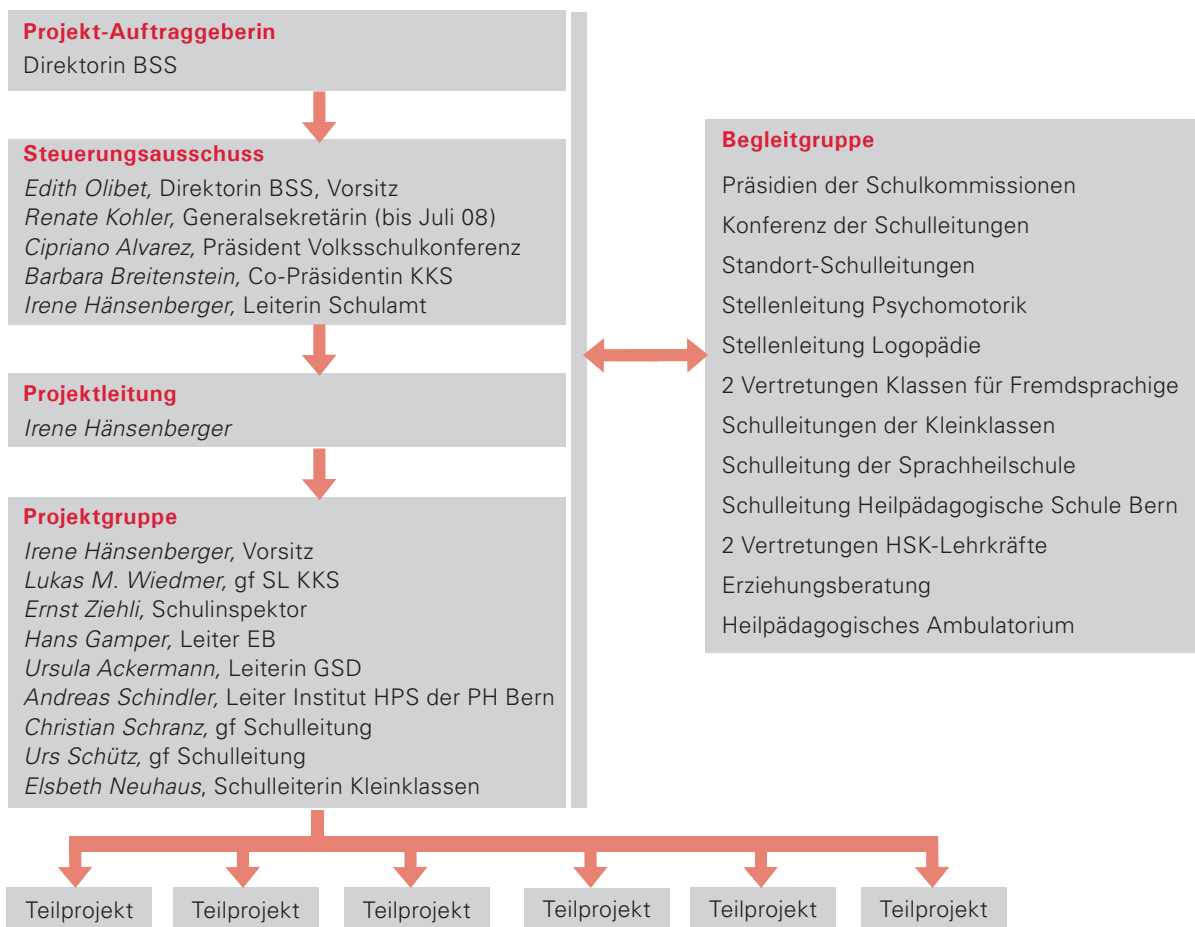 Projekt-Auftraggeberin
Direktorin BSS
Steuerungsausschuss
Edith Olibet, Direktorin BSS, Vorsitz
Renate Kohler, Generalsekretärin (bis Juli 08)
Cipriano Alvarez, Präsident Volksschulkonferenz
Barbara Breitenstein, Co-Präsidentin KKS
Irene Hänsenberger, Leiterin Schulamt
Projektleitung
Irene Hänsenberger
Projektgruppe
Irene Hänsenberger, Vorsitz
Lukas M. Wiedmer, gf SL KKS
Ernst Ziehli, Schulinspektor
Hans Gamper, Leiter EB
Ursula Ackermann, Leiterin GSD
Andreas Schindler, Leiter Institut HPS der PH Bern
Christian Schranz, gf Schulleitung
Urs Schütz, gf Schulleitung
Elsbeth Neuhaus, Schulleiterin Kleinklassen
Begleitgruppe
Präsidien der Schulkommissionen
Konferenz der Schulleitungen
Standort-Schulleitungen
Stellenleitung Psychomotorik
Stellenleitung Logopädie
2 Vertretungen Klassen für Fremdsprachige
Schulleitungen der Kleinklassen
Schulleitung der Sprachheilschule
Schulleitung Heilpädagogische Schule Bern
2 Vertretungen HSK-Lehrkräfte
Erziehungsberatung
Heilpädagogisches Ambulatorium
Teilprojekt
Teilprojekt
Teilprojekt
Teilprojekt
Teilprojekt
Teilprojekt